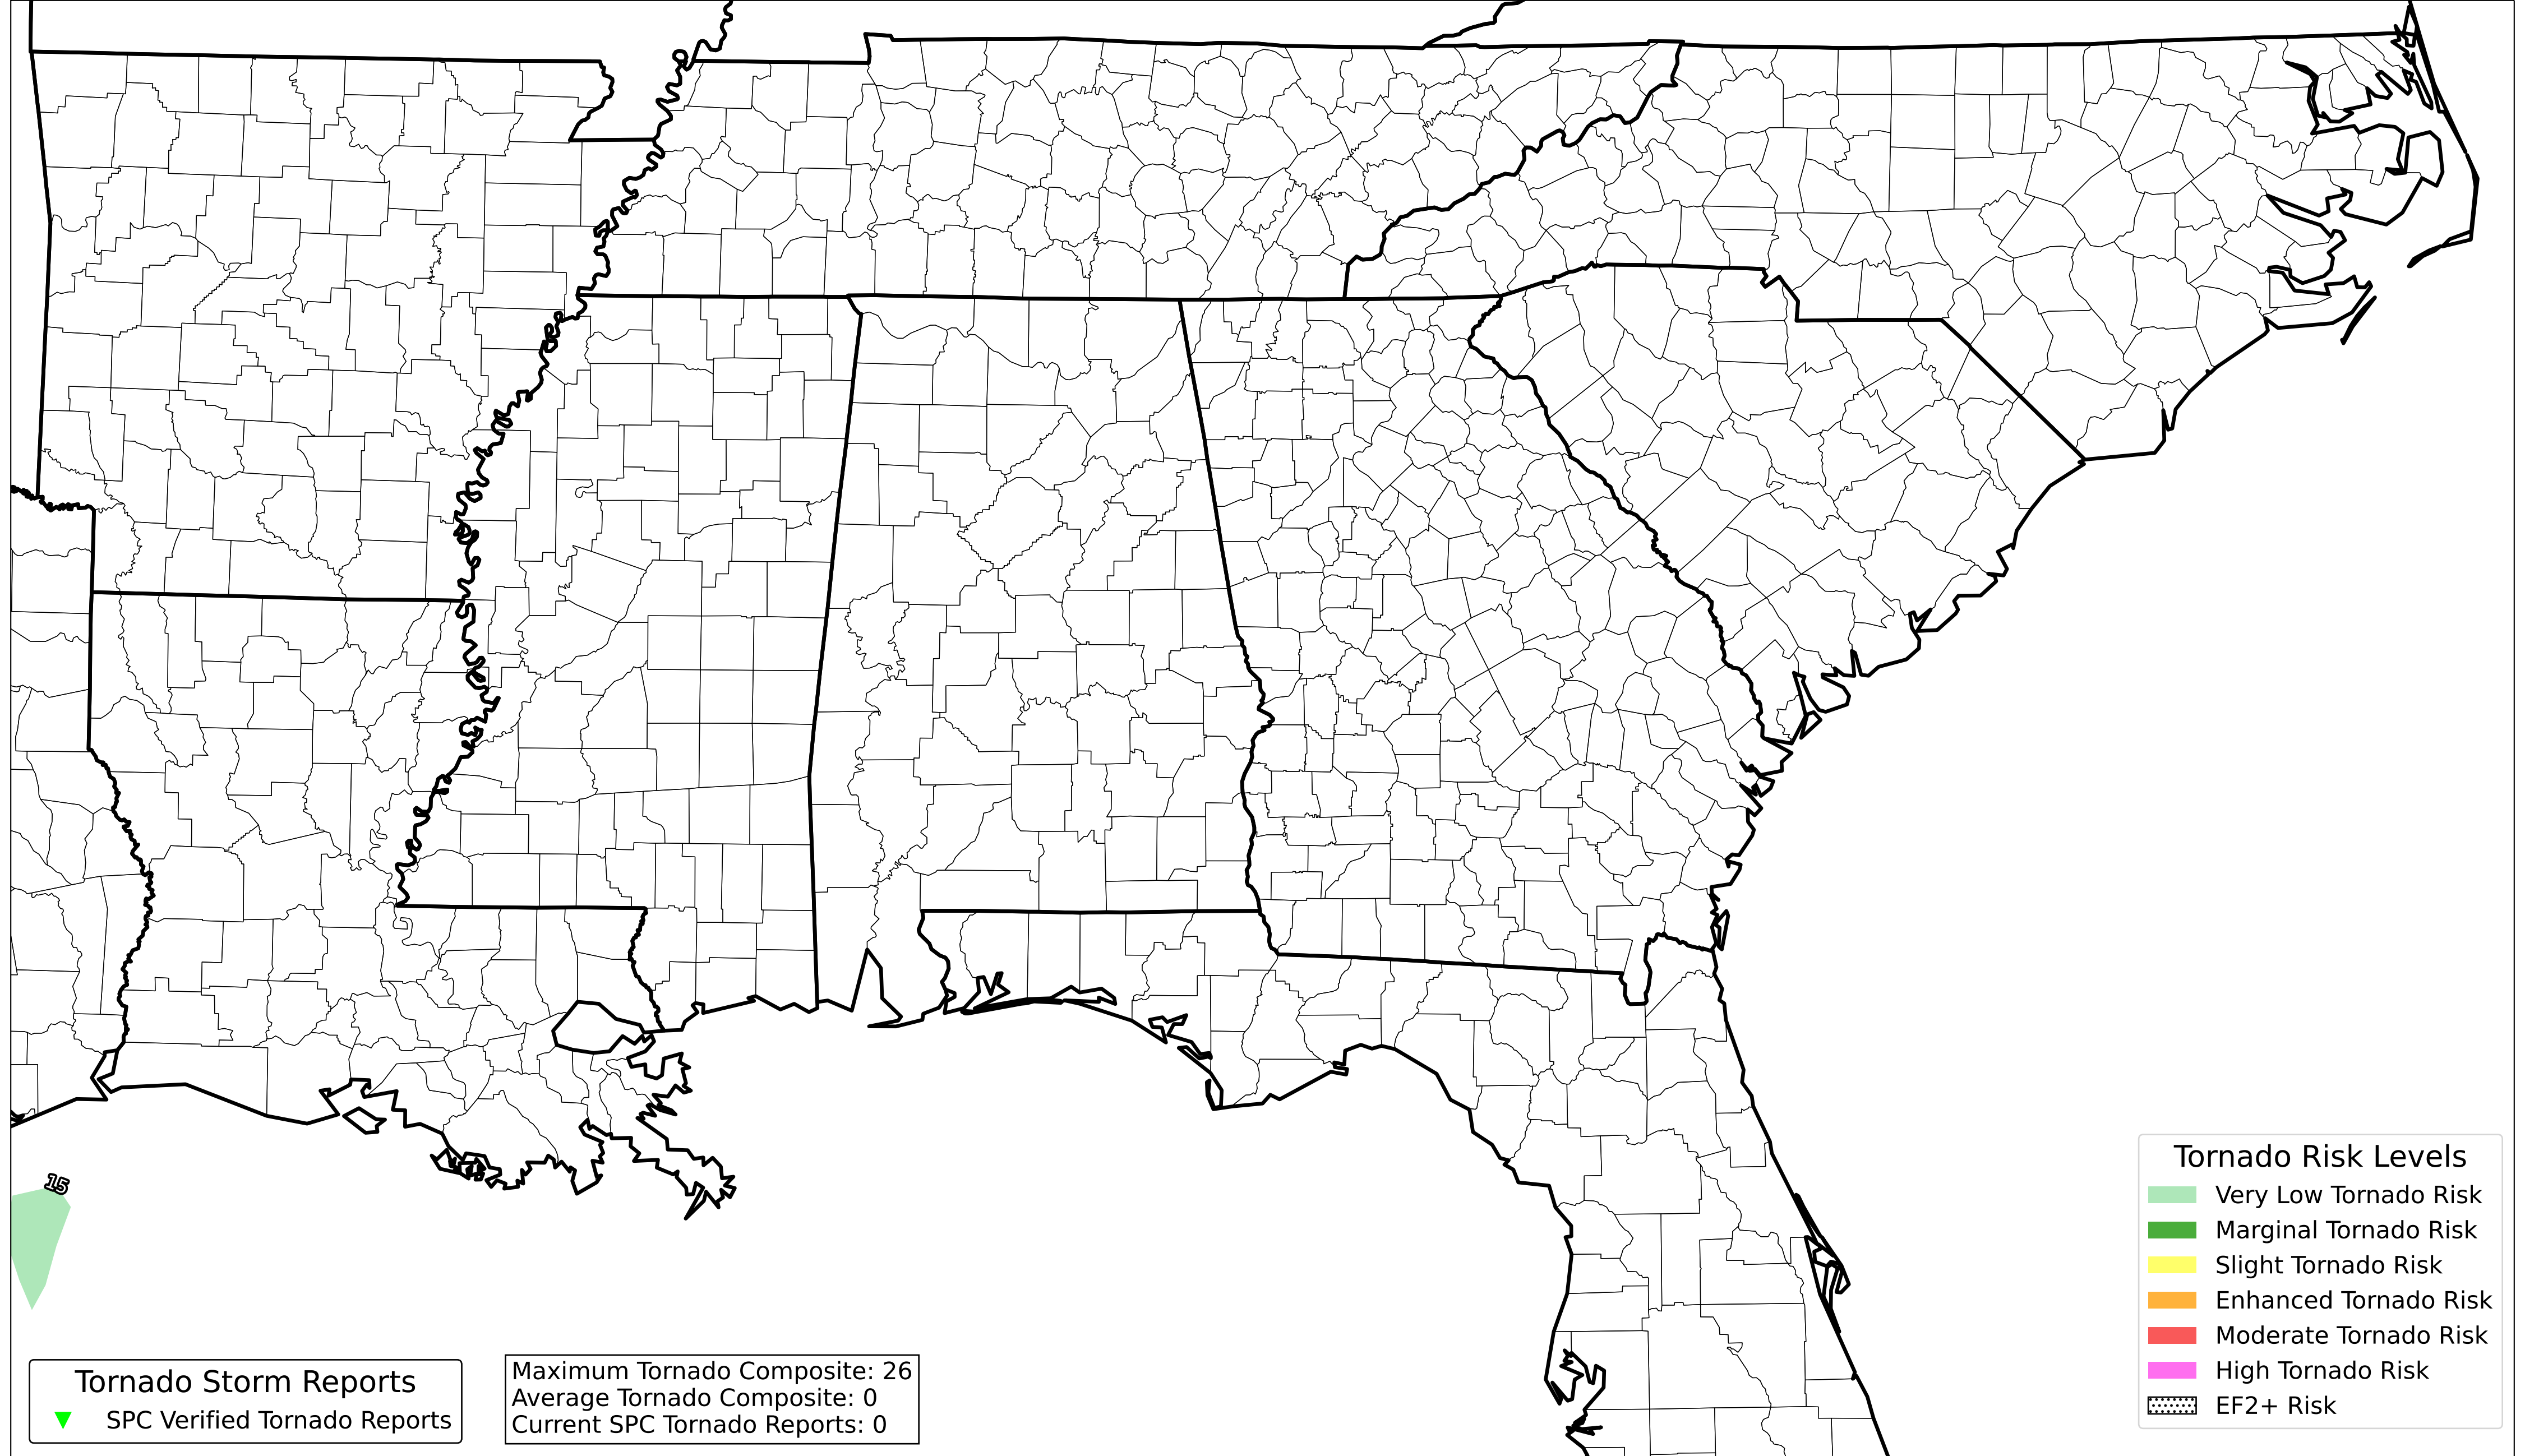 15
Tornado Risk Levels
Very Low Tornado Risk
Marginal Tornado Risk
Slight Tornado Risk
Enhanced Tornado Risk
Moderate Tornado Risk
High Tornado Risk
EF2+ Risk
Tornado Storm Reports
SPC Verified Tornado Reports
Maximum Tornado Composite: 26
Average Tornado Composite: 0
Current SPC Tornado Reports: 0